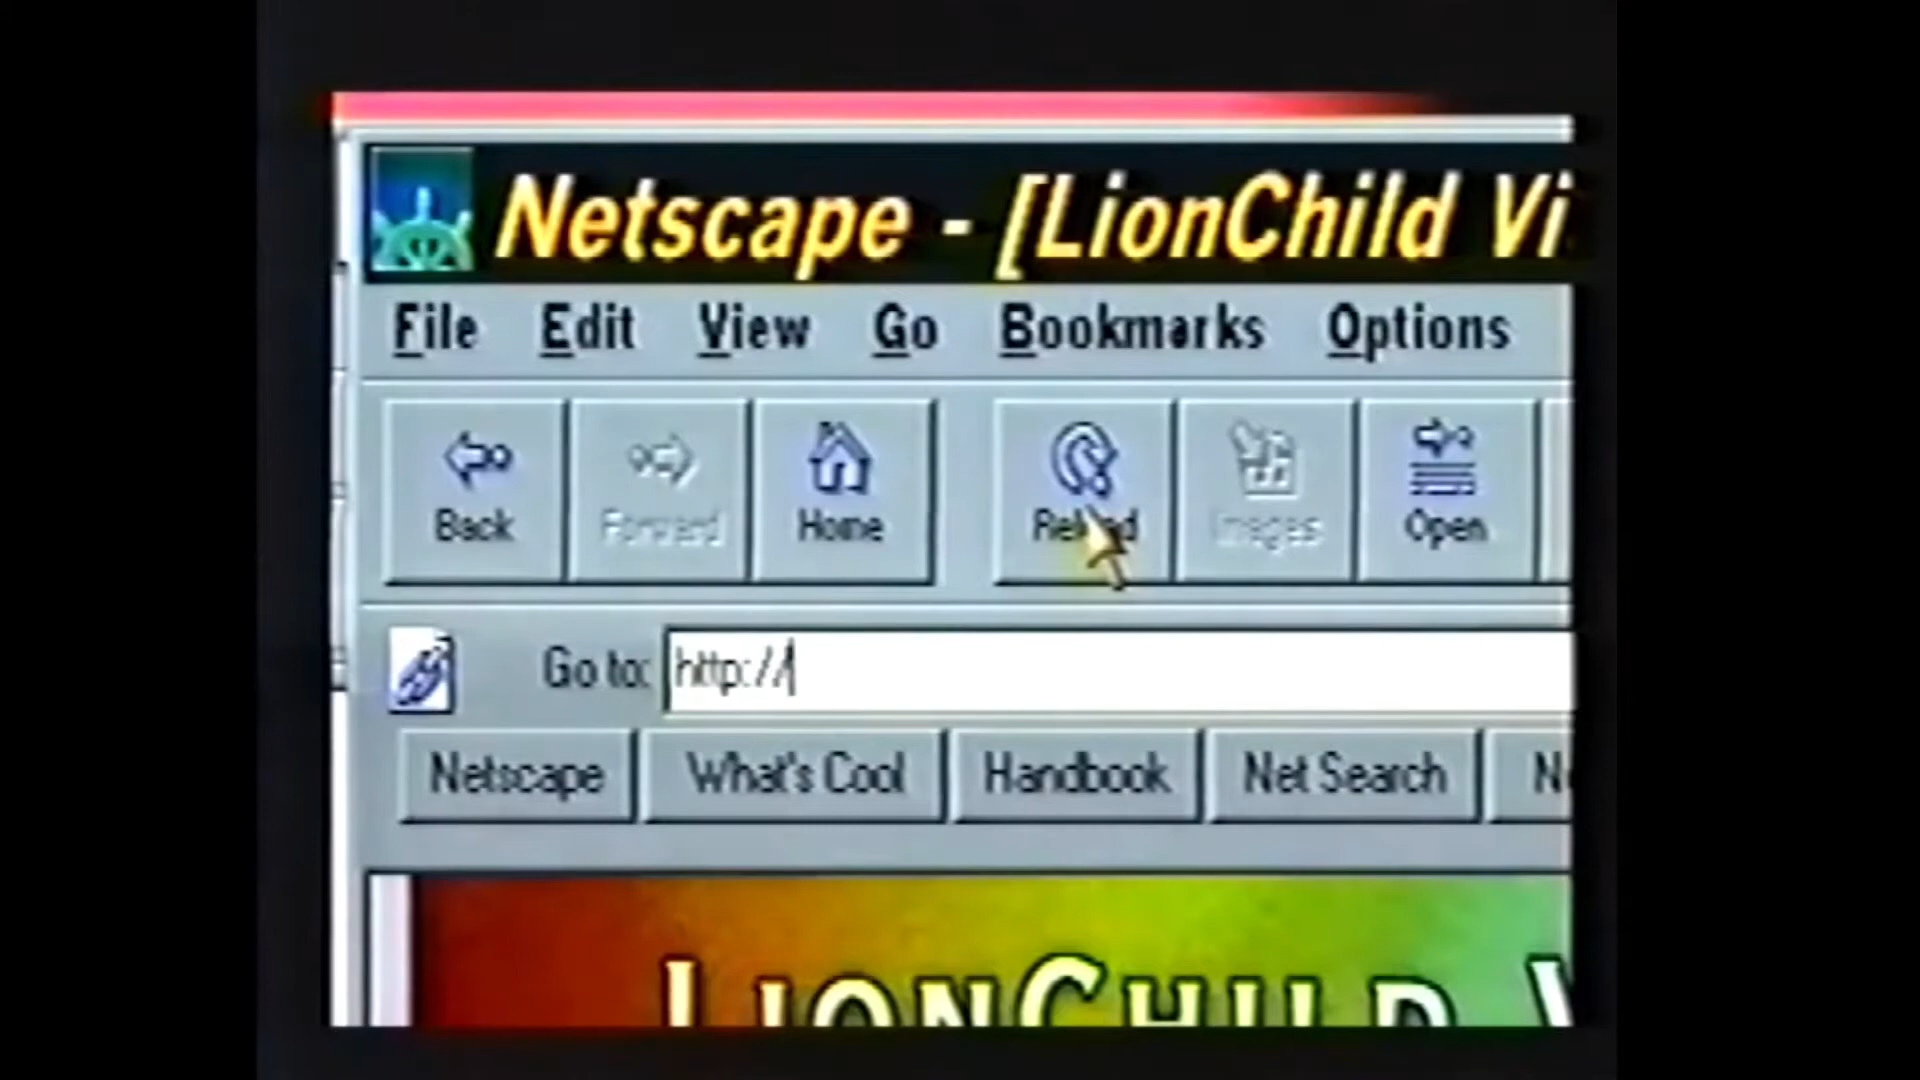 Netscape - [LionChild Vi
File Edit View Go Bookmarks Options
Back Forward Home Reload Images Open
Go to: http://
Netscape What's Cool Handbook Net Search
LIONCHILD V